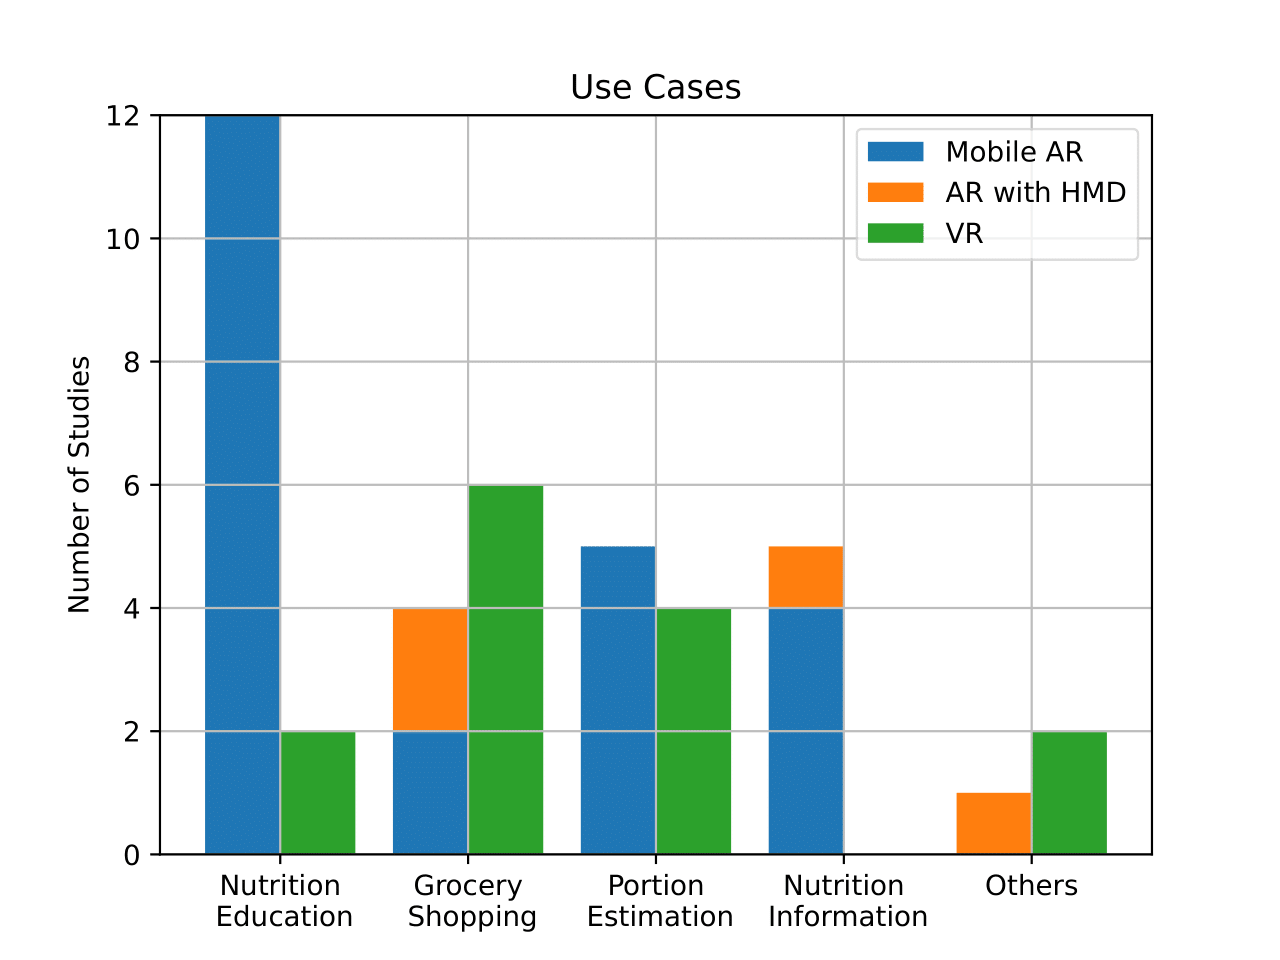 Use Cases
12
10
8
6
4
2
0
Number of Studies
Mobile AR
AR with HMD
VR
Nutrition
Education
Grocery
Shopping
Portion
Estimation
Nutrition
Information
Others